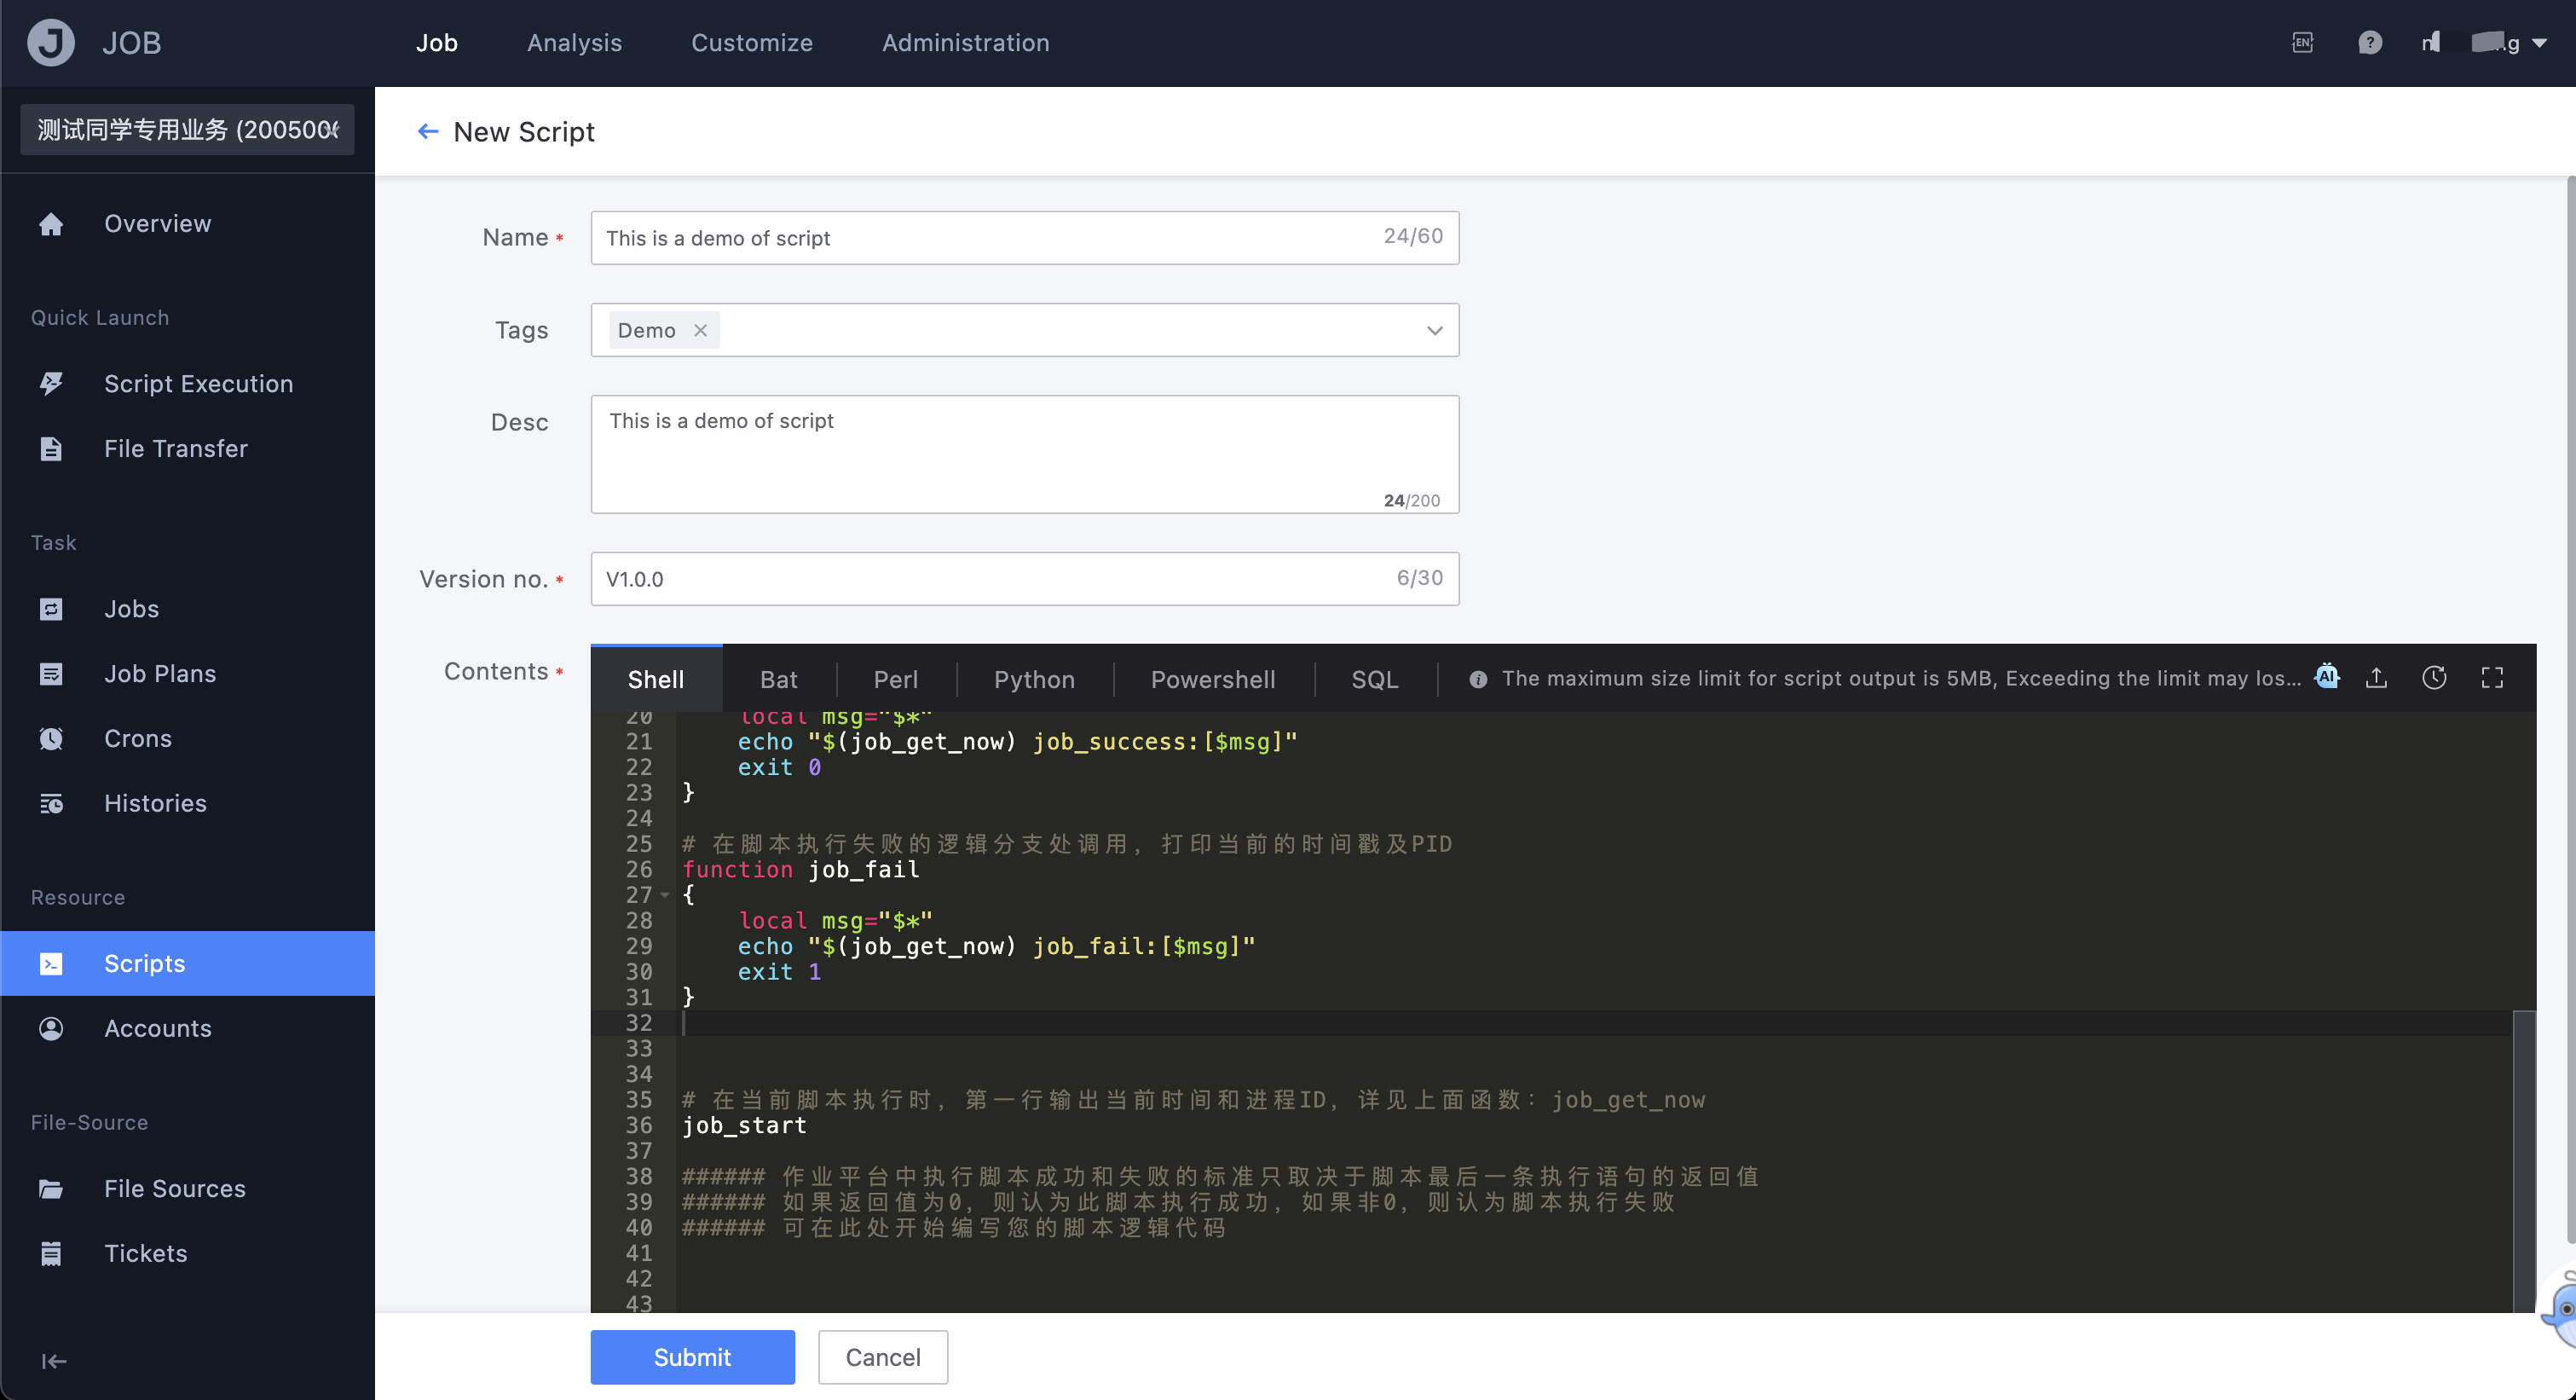 JOB
Job Analysis Customize Administration
EN
测试同学专用业务 (200500
Overview
Quick Launch
Script Execution
File Transfer
Task
Jobs
Job Plans
Crons
Histories
Resource
Scripts
Accounts
File-Source
File Sources
Tickets
New Script
Name * This is a demo of script 24/60
Tags Demo ×
Desc This is a demo of script
24/200
Version no. * V1.0.0 6/30
Contents *
Shell Bat Perl Python Powershell SQL The maximum size limit for script output is 5MB, Exceeding the limit may los... AI
20 local msg="$*"
21 echo "$(job_get_now) job_success:[$msg]"
22 exit 0
23 }
24
25 # 在脚本执行失败的逻辑分支处调用, 打印当前的时间戳及PID
26 function job_fail
27 {
28 local msg="$*"
29 echo "$(job_get_now) job_fail:[$msg]"
30 exit 1
31 }
32
33
34
35 # 在当前脚本执行时, 第一行输出当前时间和进程ID, 详见上面函数: job_get_now
36 job_start
37
38 ###### 作业平台中执行脚本成功和失败的标准只取决于脚本最后一条执行语句的返回值
39 ###### 如果返回值为0, 则认为此脚本执行成功, 如果非0, 则认为脚本执行失败
40 ###### 可在此处开始编写您的脚本逻辑代码
41
42
43
Submit Cancel